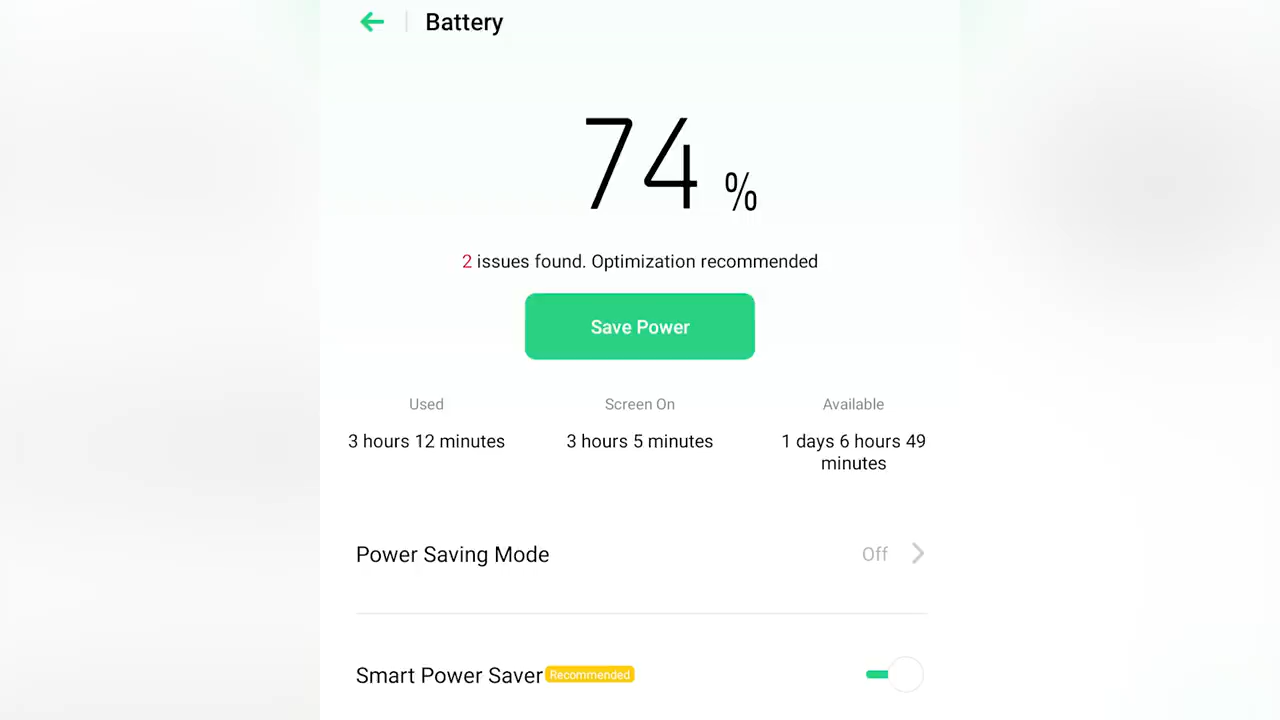 Battery
74 %
2 issues found. Optimization recommended
Save Power
Used
Screen On
Available
3 hours 12 minutes
3 hours 5 minutes
1 days 6 hours 49
minutes
Power Saving Mode
Off
Smart Power Saver Recommended